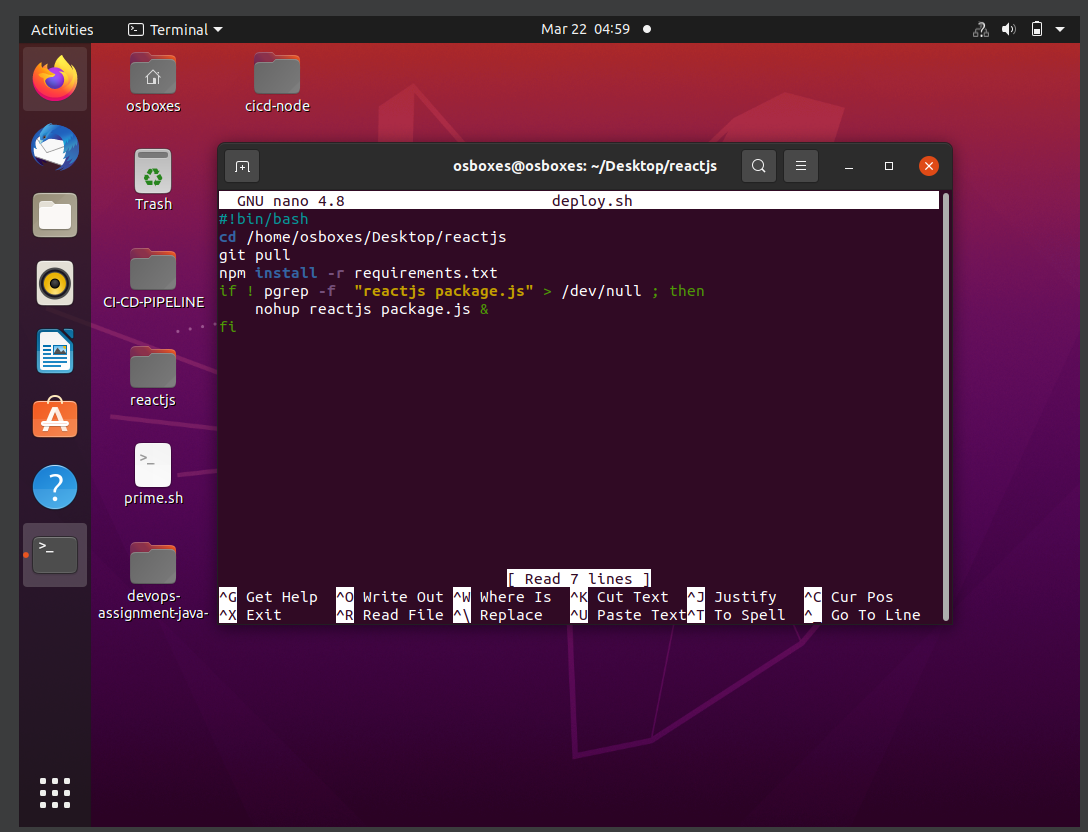 Activities
Terminal
Mar 22 04:59
osboxes
cicd-node
Trash
CI-CD-PIPELINE
reactjs
>_
prime.sh
devops-
assignment-java-
osboxes@osboxes: ~/Desktop/reactjs
GNU nano 4.8 deploy.sh
#!bin/bash
cd /home/osboxes/Desktop/reactjs
git pull
npm install -r requirements.txt
if ! pgrep -f  "reactjs package.js" > /dev/null ; then
    nohup reactjs package.js &
fi
[ Read 7 lines ]
^G Get Help ^O Write Out ^W Where Is ^K Cut Text ^J Justify ^C Cur Pos
^X Exit ^R Read File ^\ Replace ^U Paste Text ^T To Spell ^_ Go To Line